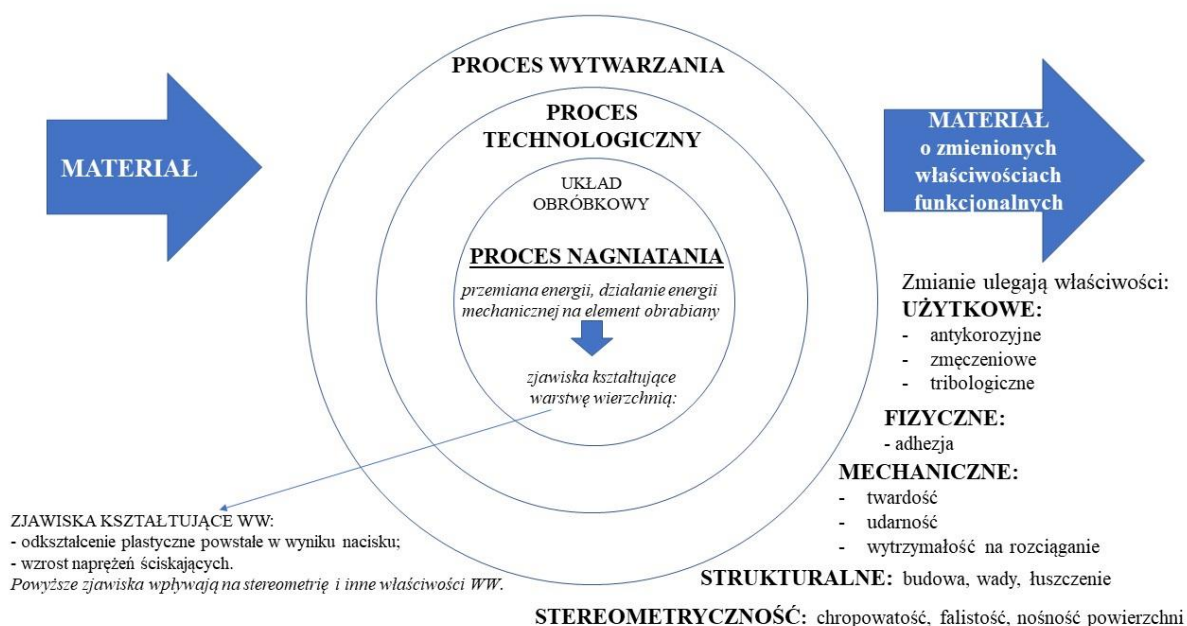 PROCES WYTWARZANIA
PROCES
TECHNOLOGICZNY
MATERIAŁ
UKŁAD
OBRÓBKOWY
PROCES NAGNIATANIA
przemiana energii, działanie energii
mechanicznej na element obrabiany
zjawiska kształtujące
warstwę wierzchnią:
MATERIAŁ
o zmienionych
właściwościach
funkcjonalnych
Zmianie ulegają właściwości:
UŻYTKOWE:
- antykorozyjne
- zmęczeniowe
- tribologiczne
FIZYCZNE:
- adhezja
MECHANICZNE:
- twardość
- udarność
- wytrzymałość na rozciąganie
STRUKTURALNE: budowa, wady, łuszczenie
STEREOMETRYCZNOŚĆ: chropowatość, falistość, nośność powierzchni
ZJAWISKA KSZTAŁTUJĄCE WW:
- odkształcenie plastyczne powstałe w wyniku nacisku;
- wzrost naprężeń ściskających.
Powyższe zjawiska wpływają na stereometrię i inne właściwości WW.